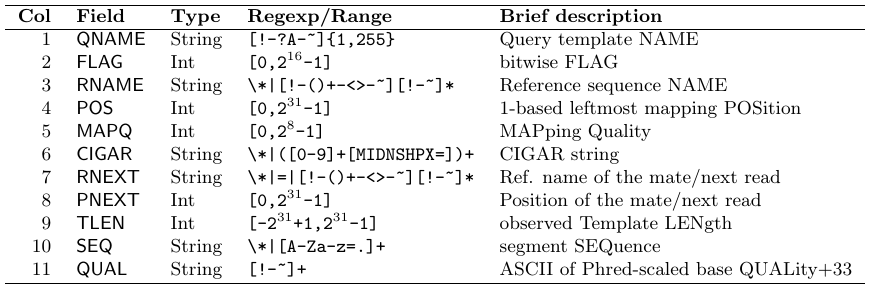 Col Field Type Regexp/Range Brief description
1 QNAME String [!-?A-~]{1,255} Query template NAME
2 FLAG Int [0,2^16-1] bitwise FLAG
3 RNAME String \*|[!-()+-<>-~][!-~]* Reference sequence NAME
4 POS Int [0,2^31-1] 1-based leftmost mapping POSition
5 MAPQ Int [0,2^8-1] MAPping Quality
6 CIGAR String \*|([0-9]+[MIDNSHPX=])+ CIGAR string
7 RNEXT String \*|=|[!-()+-<>-~][!-~]* Ref. name of the mate/next read
8 PNEXT Int [0,2^31-1] Position of the mate/next read
9 TLEN Int [-2^31+1,2^31-1] observed Template LENgth
10 SEQ String \*|[A-Za-z=.]+ segment SEQuence
11 QUAL String [!-~]+ ASCII of Phred-scaled base QUALity+33